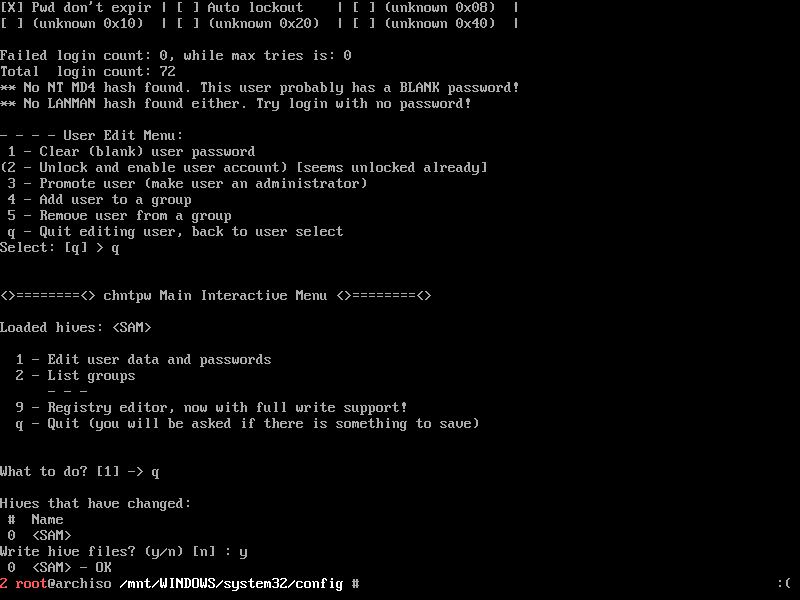 [X] Pwd don't expir | [ ] Auto lockout    | [ ] (unknown 0x08)  |
[ ] (unknown 0x10)  | [ ] (unknown 0x20)  | [ ] (unknown 0x40)  |
Failed login count: 0, while max tries is: 0
Total  login count: 72
** No NT MD4 hash found. This user probably has a BLANK password!
** No LANMAN hash found either. Try login with no password!
- - - - User Edit Menu:
 1 - Clear (blank) user password
(2 - Unlock and enable user account) [seems unlocked already]
 3 - Promote user (make user an administrator)
 4 - Add user to a group
 5 - Remove user from a group
 q - Quit editing user, back to user select
Select: [q] > q
<>========<> chntpw Main Interactive Menu <>========<>
Loaded hives: <SAM>
  1 - Edit user data and passwords
  2 - List groups
      - - -
  9 - Registry editor, now with full write support!
  q - Quit (you will be asked if there is something to save)
What to do? [1] -> q
Hives that have changed:
 #  Name
 0  <SAM>
Write hive files? (y/n) [n] : y
 0  <SAM> - OK
2 root@archiso /mnt/WINDOWS/system32/config # :(